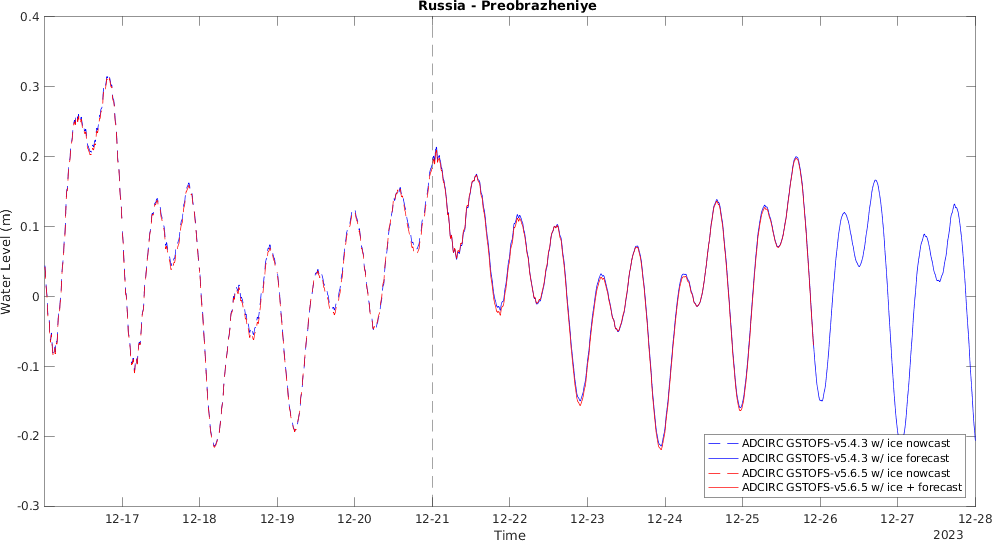 Russia - Preobrazheniye
Water Level (m)
0.4
0.3
0.2
0.1
0
-0.1
-0.2
-0.3
ADCIRC GSTOFS-v5.4.3 w/ ice nowcast
ADCIRC GSTOFS-v5.4.3 w/ ice forecast
ADCIRC GSTOFS-v5.6.5 w/ ice nowcast
ADCIRC GSTOFS-v5.6.5 w/ ice + forecast
12-17 12-18 12-19 12-20 12-21 12-22 12-23 12-24 12-25 12-26 12-27 12-28
Time
2023